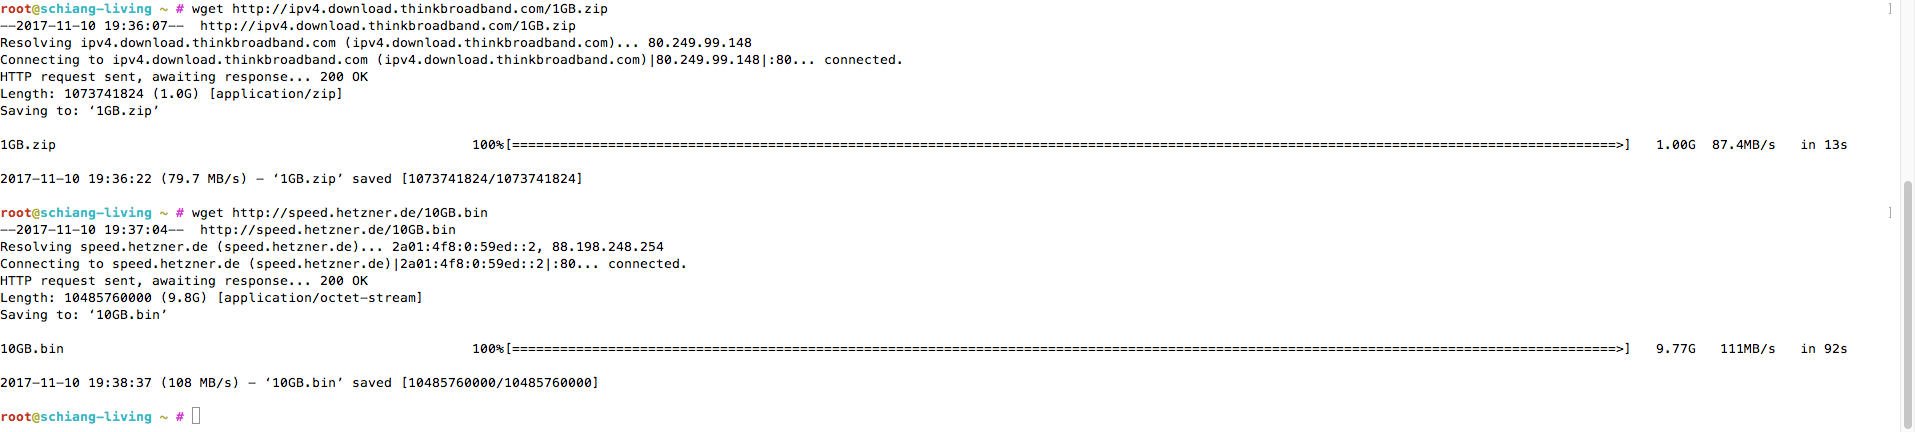 root@schiang-living ~ # wget http://ipv4.download.thinkbroadband.com/1GB.zip ]
--2017-11-10 19:36:07-- http://ipv4.download.thinkbroadband.com/1GB.zip
Resolving ipv4.download.thinkbroadband.com (ipv4.download.thinkbroadband.com)... 80.249.99.148
Connecting to ipv4.download.thinkbroadband.com (ipv4.download.thinkbroadband.com)|80.249.99.148|:80... connected.
HTTP request sent, awaiting response... 200 OK
Length: 1073741824 (1.0G) [application/zip]
Saving to: ‘1GB.zip’
1GB.zip 100%[==========================================================================================================================================>] 1.00G 87.4MB/s in 13s
2017-11-10 19:36:22 (79.7 MB/s) - ‘1GB.zip’ saved [1073741824/1073741824]
root@schiang-living ~ # wget http://speed.hetzner.de/10GB.bin ]
--2017-11-10 19:37:04-- http://speed.hetzner.de/10GB.bin
Resolving speed.hetzner.de (speed.hetzner.de)... 2a01:4f8:0:59ed::2, 88.198.248.254
Connecting to speed.hetzner.de (speed.hetzner.de)|2a01:4f8:0:59ed::2|:80... connected.
HTTP request sent, awaiting response... 200 OK
Length: 10485760000 (9.8G) [application/octet-stream]
Saving to: ‘10GB.bin’
10GB.bin 100%[==========================================================================================================================================>] 9.77G 111MB/s in 92s
2017-11-10 19:38:37 (108 MB/s) - ‘10GB.bin’ saved [10485760000/10485760000]
root@schiang-living ~ #